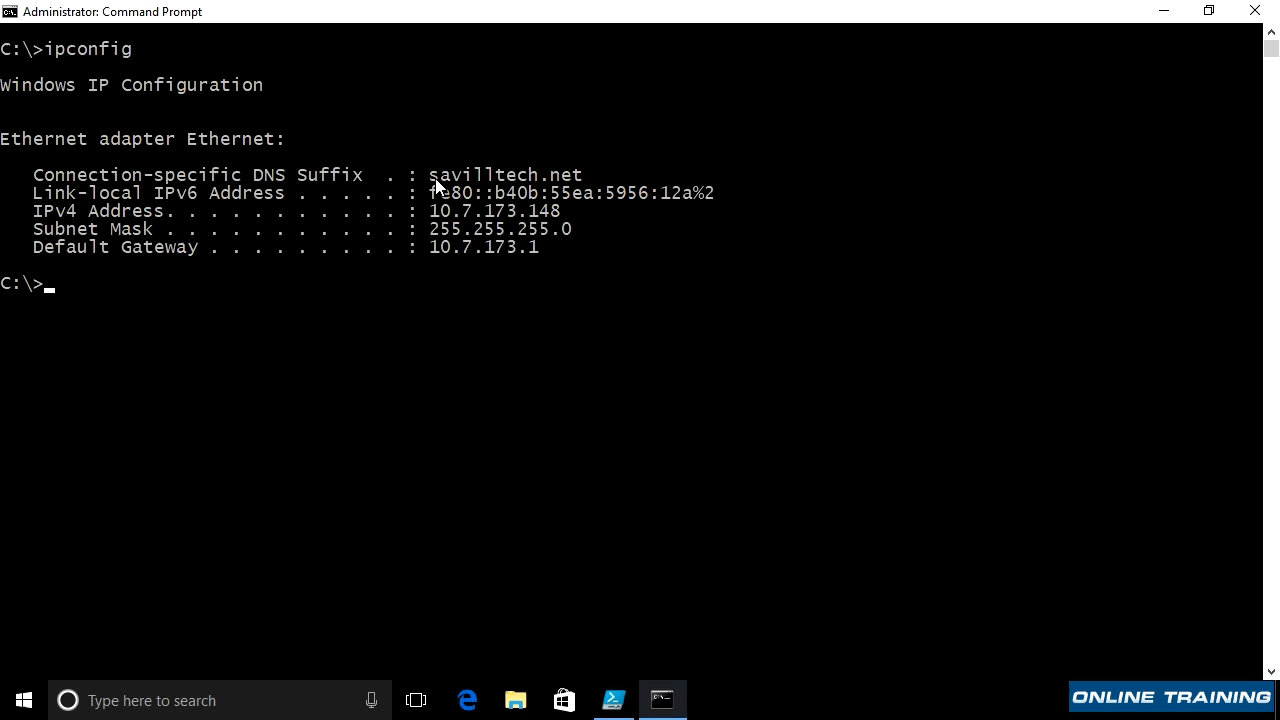 Administrator: Command Prompt
C:\>ipconfig
Windows IP Configuration
Ethernet adapter Ethernet:
Connection-specific DNS Suffix  . : savilltech.net
Link-local IPv6 Address . . . . . : fe80::b40b:55ea:5956:12a%2
IPv4 Address. . . . . . . . . . . : 10.7.173.148
Subnet Mask . . . . . . . . . . . : 255.255.255.0
Default Gateway . . . . . . . . . : 10.7.173.1
C:\>
Type here to search
ONLINE TRAINING